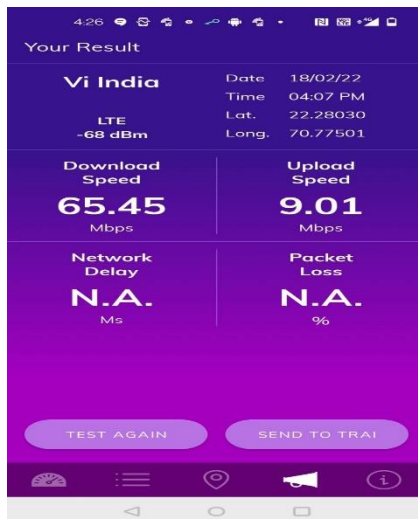 4:26
Your Result
Vi India
LTE
-68 dBm
Date 18/02/22
Time 04:07 PM
Lat. 22.28030
Long. 70.77501
Download
Speed
65.45
Mbps
Upload
Speed
9.01
Mbps
Network
Delay
N.A.
Ms
Packet
Loss
N.A.
%
TEST AGAIN
SEND TO TRAI